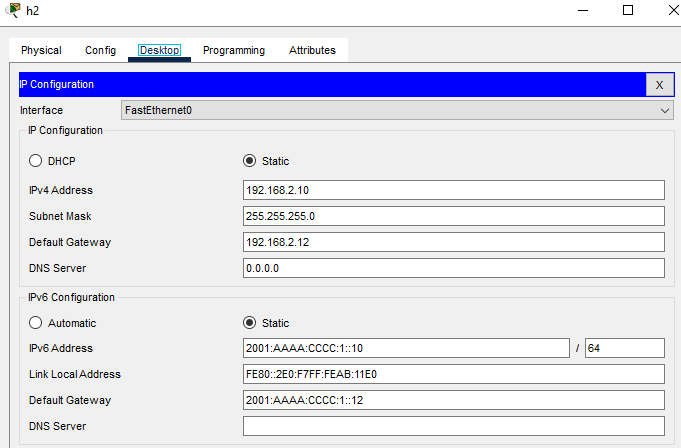 h2
Physical Config Desktop Programming Attributes
IP Configuration X
Interface FastEthernet0
IP Configuration
DHCP Static
IPv4 Address 192.168.2.10
Subnet Mask 255.255.255.0
Default Gateway 192.168.2.12
DNS Server 0.0.0.0
IPv6 Configuration
Automatic Static
IPv6 Address 2001:AAAA:CCCC:1::10 / 64
Link Local Address FE80::2E0:F7FF:FEAB:11E0
Default Gateway 2001:AAAA:CCCC:1::12
DNS Server